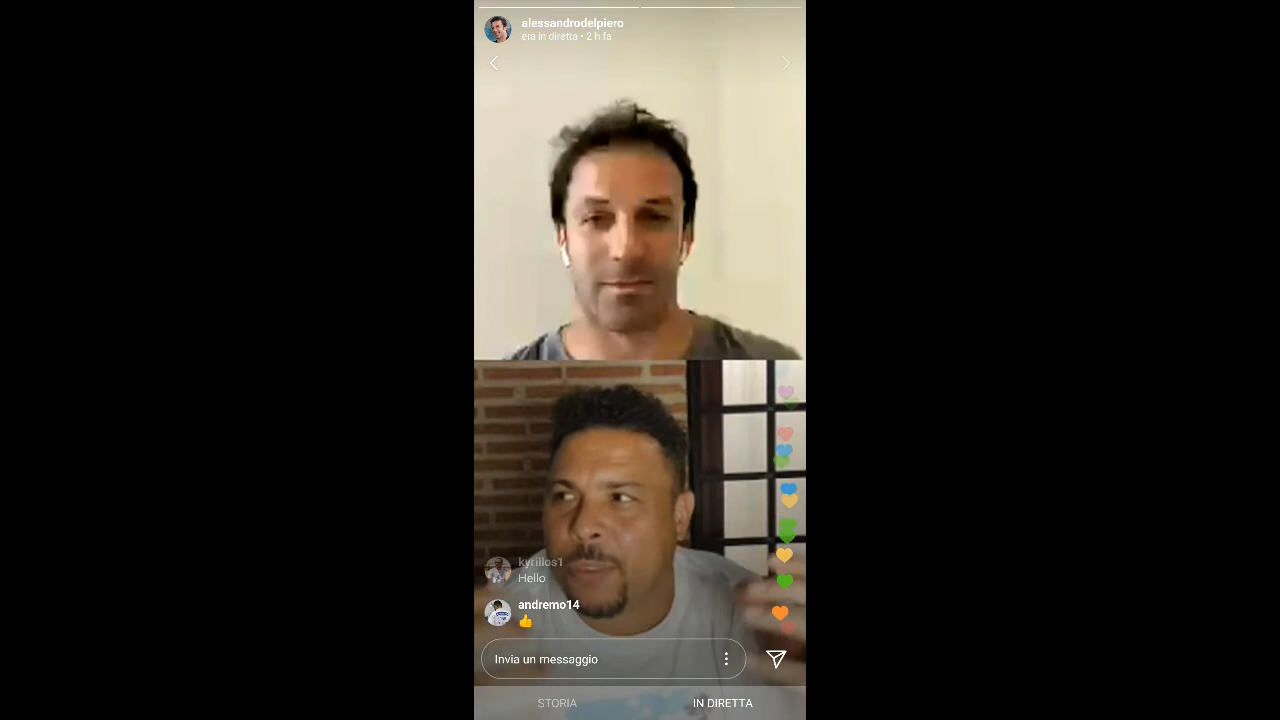 alessandrodelpiero
era in diretta • 2 h fa
kyrillos1
Hello
andremo14
👍
Invia un messaggio
STORIA
IN DIRETTA